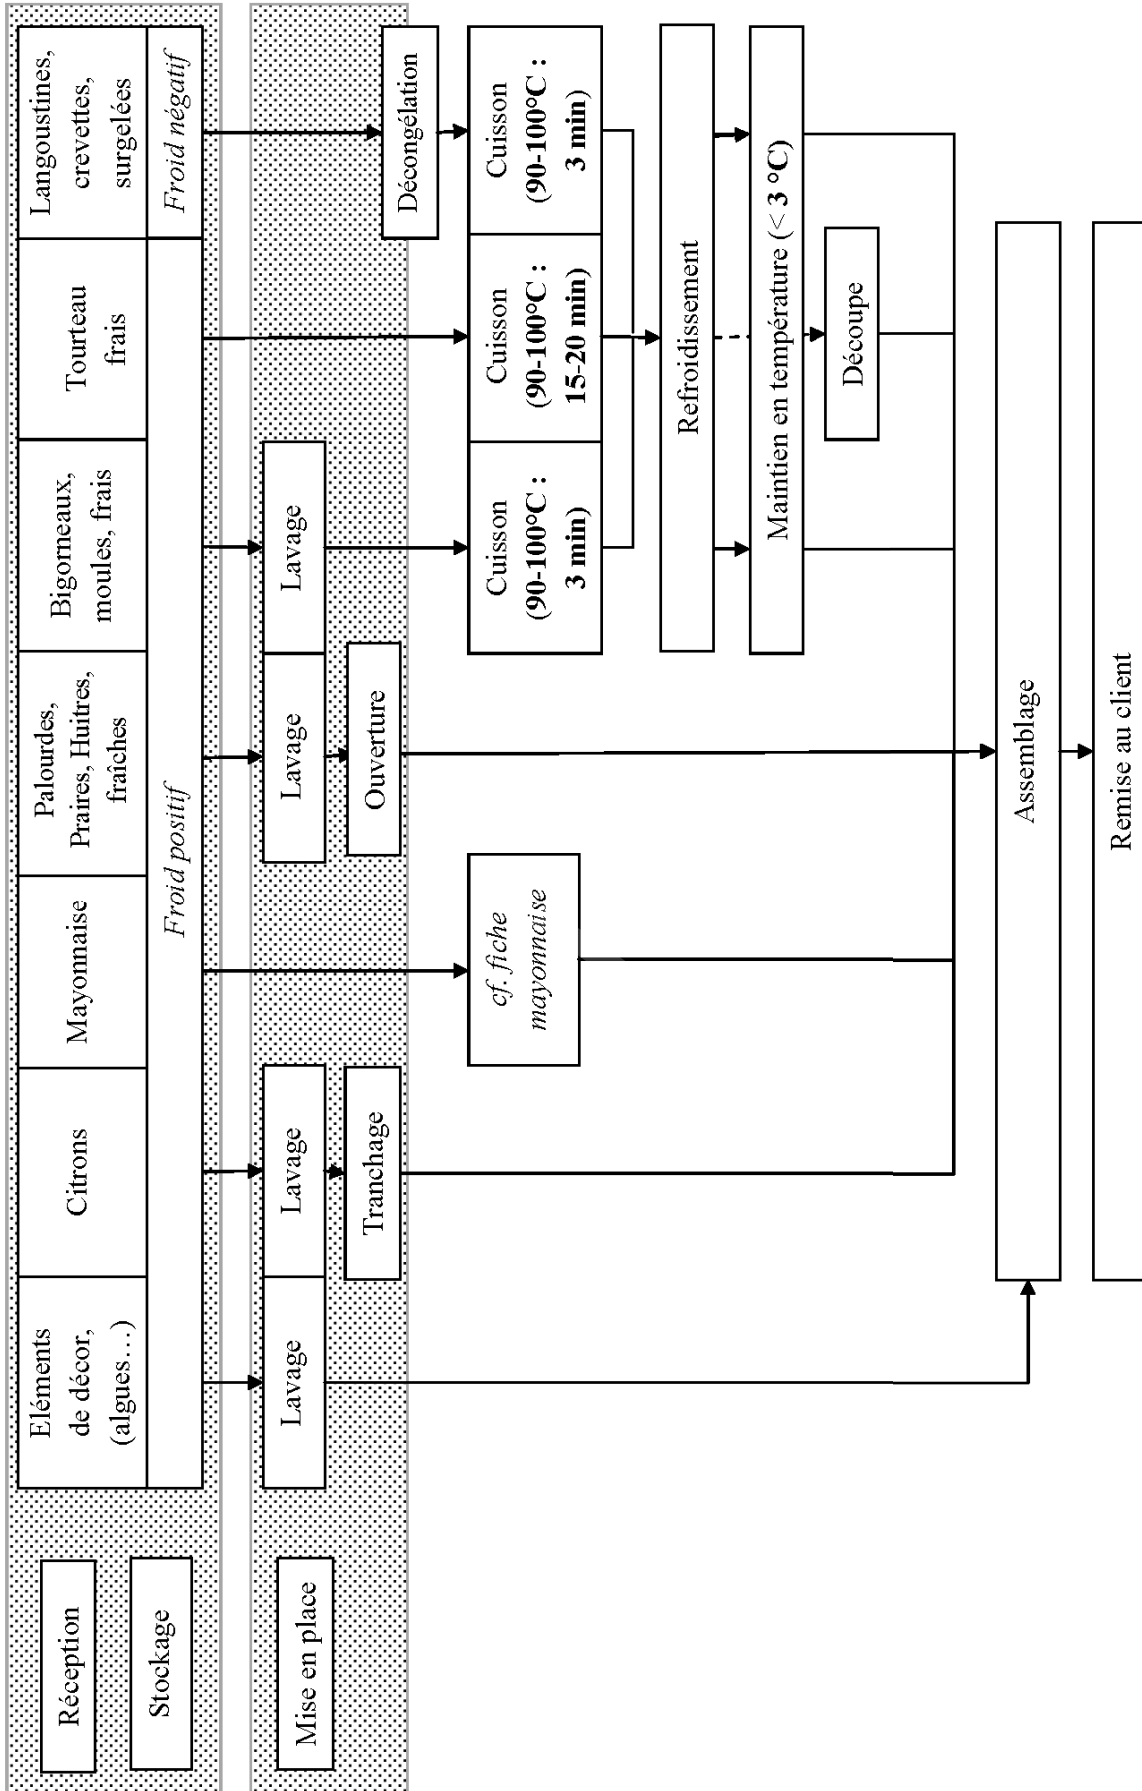 Réception
Stockage
Eléments
de décor,
(algues…)
Citrons
Mayonnaise
Palourdes,
Praires, Huitres,
fraîches
Bigorneaux,
moules, frais
Tourteau
frais
Langoustines,
crevettes,
surgelées
Froid positif
Froid négatif
Mise en place
Lavage
Lavage
Lavage
Lavage
Tranchage
Ouverture
Décongélation
cf. fiche
mayonnaise
Cuisson
(90-100°C :
3 min)
Cuisson
(90-100°C :
15-20 min)
Cuisson
(90-100°C :
3 min)
Refroidissement
Maintien en température (< 3 °C)
Découpe
Assemblage
Remise au client